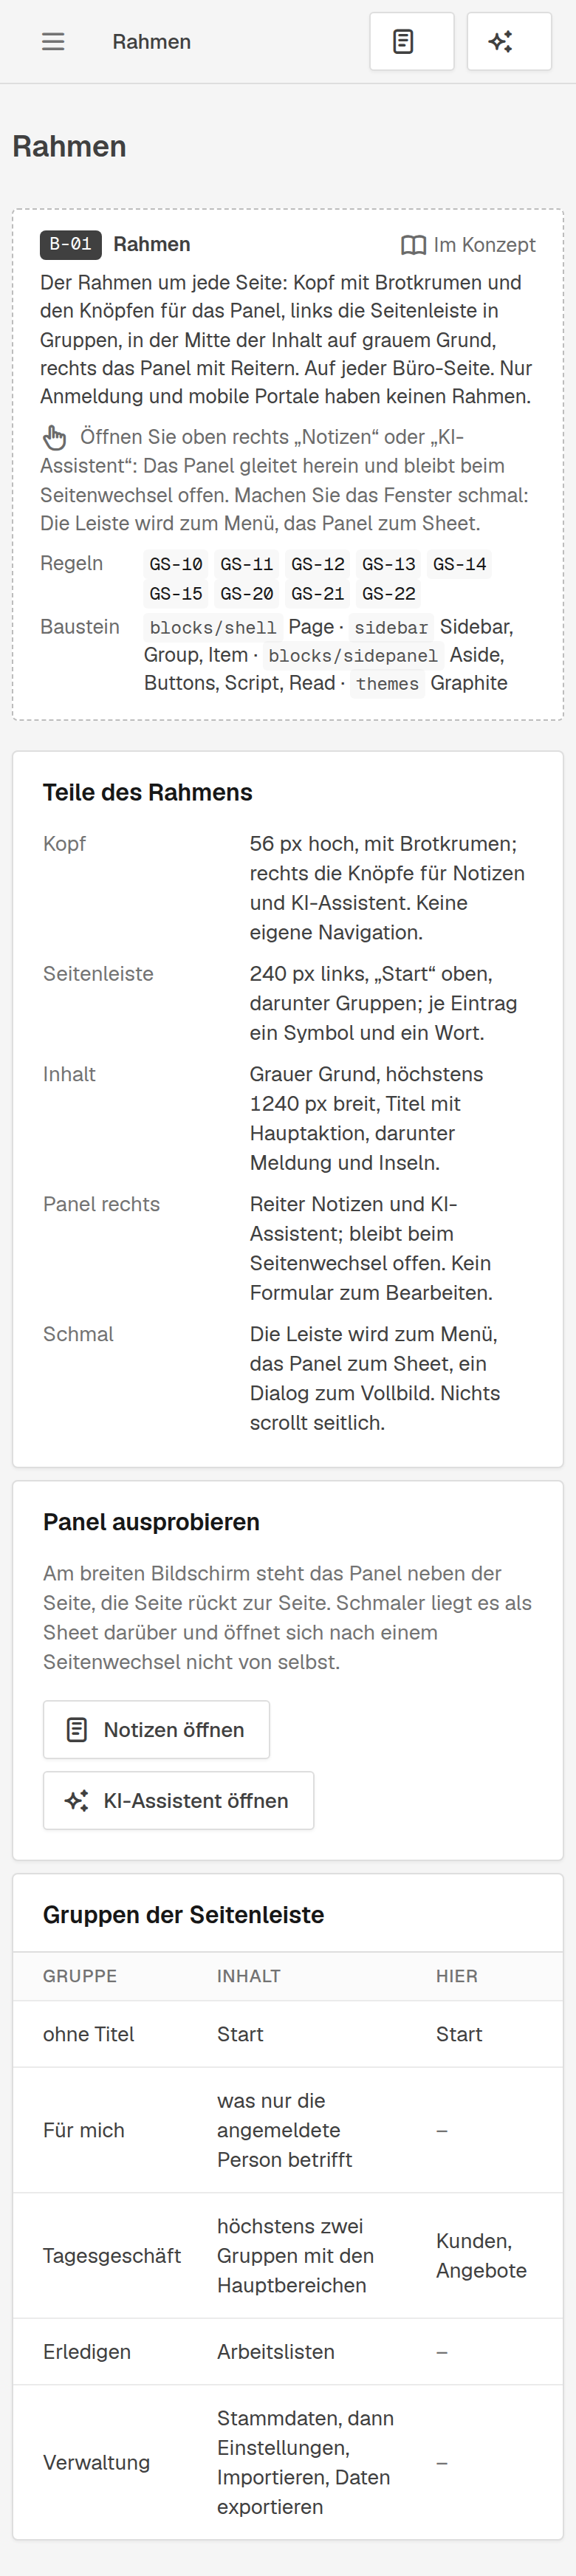 Rahmen
Rahmen
B-01 Rahmen Im Konzept
Der Rahmen um jede Seite: Kopf mit Brotkrumen und
den Knöpfen für das Panel, links die Seitenleiste in
Gruppen, in der Mitte der Inhalt auf grauem Grund,
rechts das Panel mit Reitern. Auf jeder Büro-Seite. Nur
Anmeldung und mobile Portale haben keinen Rahmen.
Öffnen Sie oben rechts „Notizen“ oder „KI-
Assistent“: Das Panel gleitet herein und bleibt beim
Seitenwechsel offen. Machen Sie das Fenster schmal:
Die Leiste wird zum Menü, das Panel zum Sheet.
Regeln GS-10 GS-11 GS-12 GS-13 GS-14
GS-15 GS-20 GS-21 GS-22
Baustein blocks/shell Page · sidebar Sidebar,
Group, Item · blocks/sidepanel Aside,
Buttons, Script, Read · themes Graphite
Teile des Rahmens
Kopf 56 px hoch, mit Brotkrumen;
rechts die Knöpfe für Notizen
und KI-Assistent. Keine
eigene Navigation.
Seitenleiste 240 px links, „Start“ oben,
darunter Gruppen; je Eintrag
ein Symbol und ein Wort.
Inhalt Grauer Grund, höchstens
1240 px breit, Titel mit
Hauptaktion, darunter
Meldung und Inseln.
Panel rechts Reiter Notizen und KI-
Assistent; bleibt beim
Seitenwechsel offen. Kein
Formular zum Bearbeiten.
Schmal Die Leiste wird zum Menü,
das Panel zum Sheet, ein
Dialog zum Vollbild. Nichts
scrollt seitlich.
Panel ausprobieren
Am breiten Bildschirm steht das Panel neben der
Seite, die Seite rückt zur Seite. Schmaler liegt es als
Sheet darüber und öffnet sich nach einem
Seitenwechsel nicht von selbst.
Notizen öffnen
KI-Assistent öffnen
Gruppen der Seitenleiste
GRUPPE INHALT HIER
ohne Titel Start Start
Für mich was nur die
angemeldete
Person betrifft –
Tagesgeschäft höchstens zwei
Gruppen mit den
Hauptbereichen Kunden,
Angebote
Erledigen Arbeitslisten –
Verwaltung Stammdaten, dann
Einstellungen,
Importieren, Daten
exportieren –